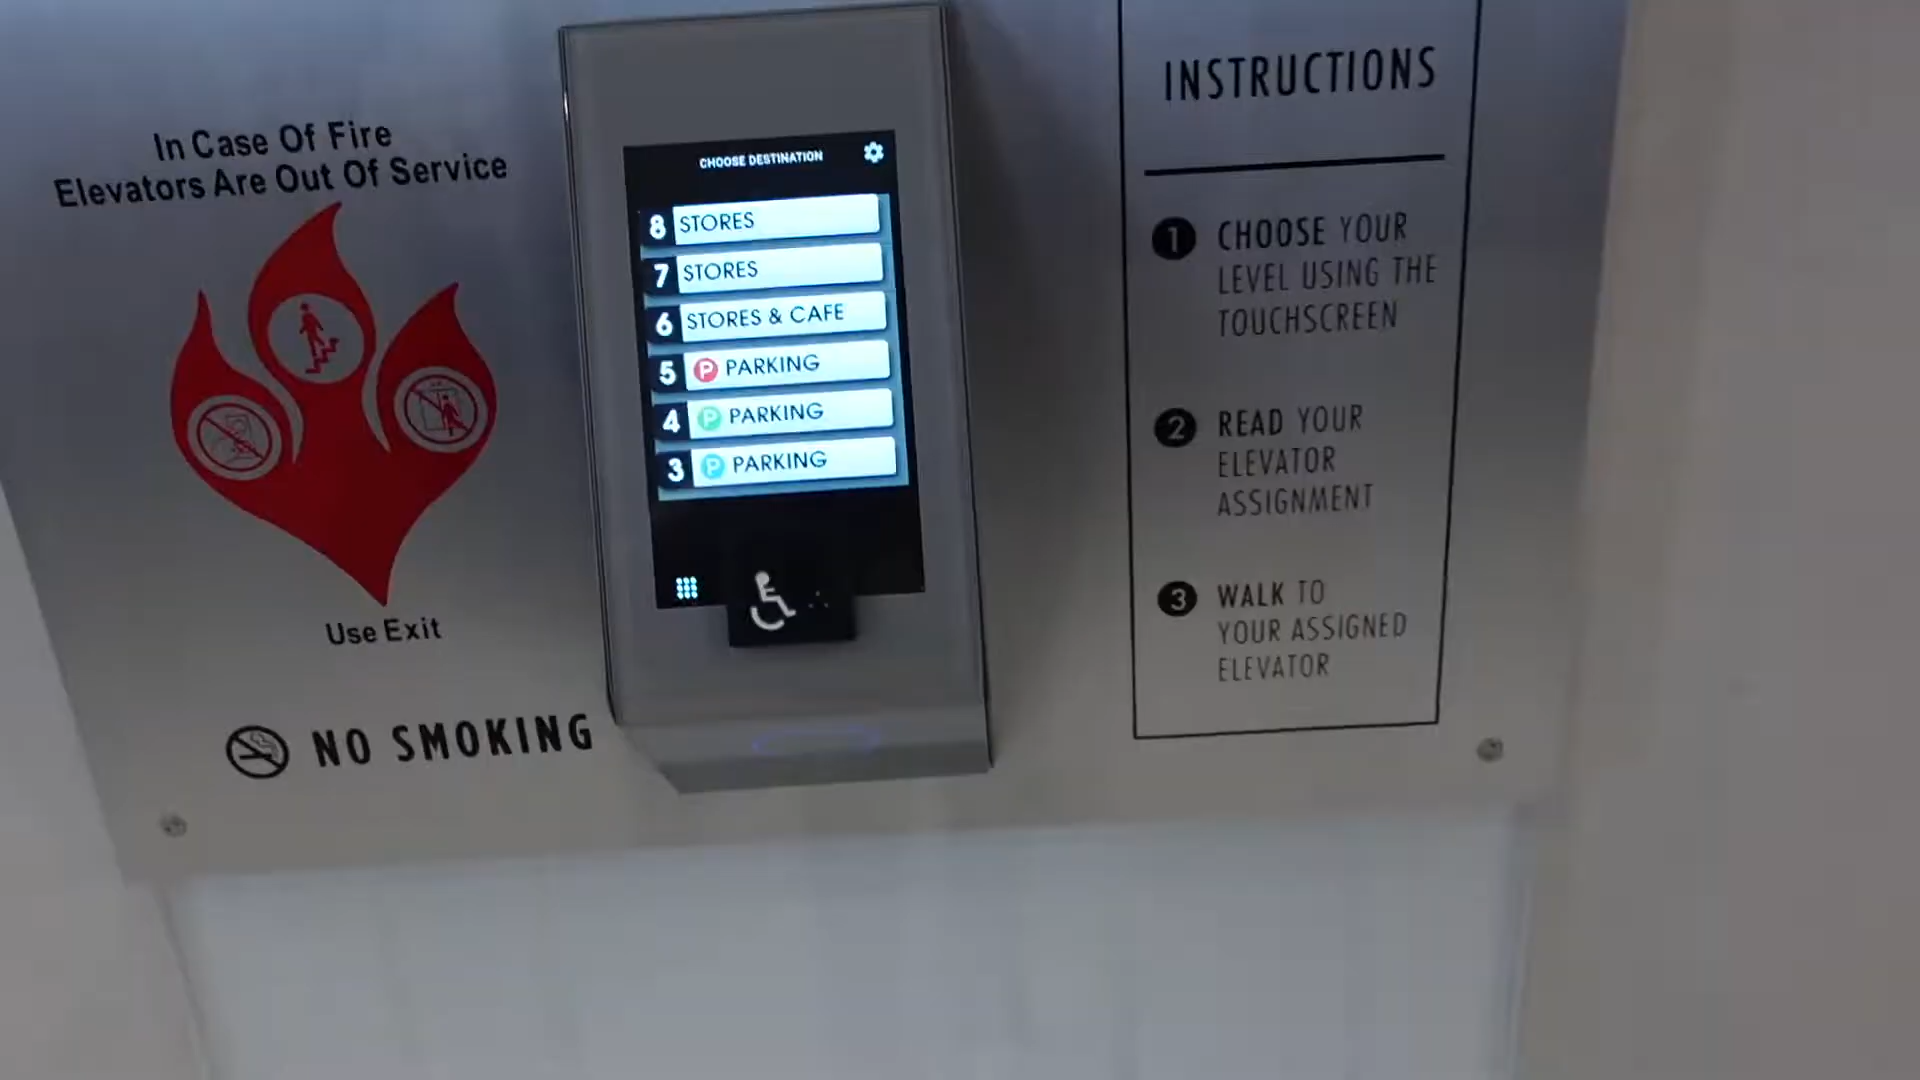 In Case Of Fire
Elevators Are Out Of Service
Use Exit
NO SMOKING
CHOOSE DESTINATION
8 STORES
7 STORES
6 STORES & CAFE
5 P PARKING
4 P PARKING
3 P PARKING
INSTRUCTIONS
1 CHOOSE YOUR
LEVEL USING THE
TOUCHSCREEN
2 READ YOUR
ELEVATOR
ASSIGNMENT
3 WALK TO
YOUR ASSIGNED
ELEVATOR